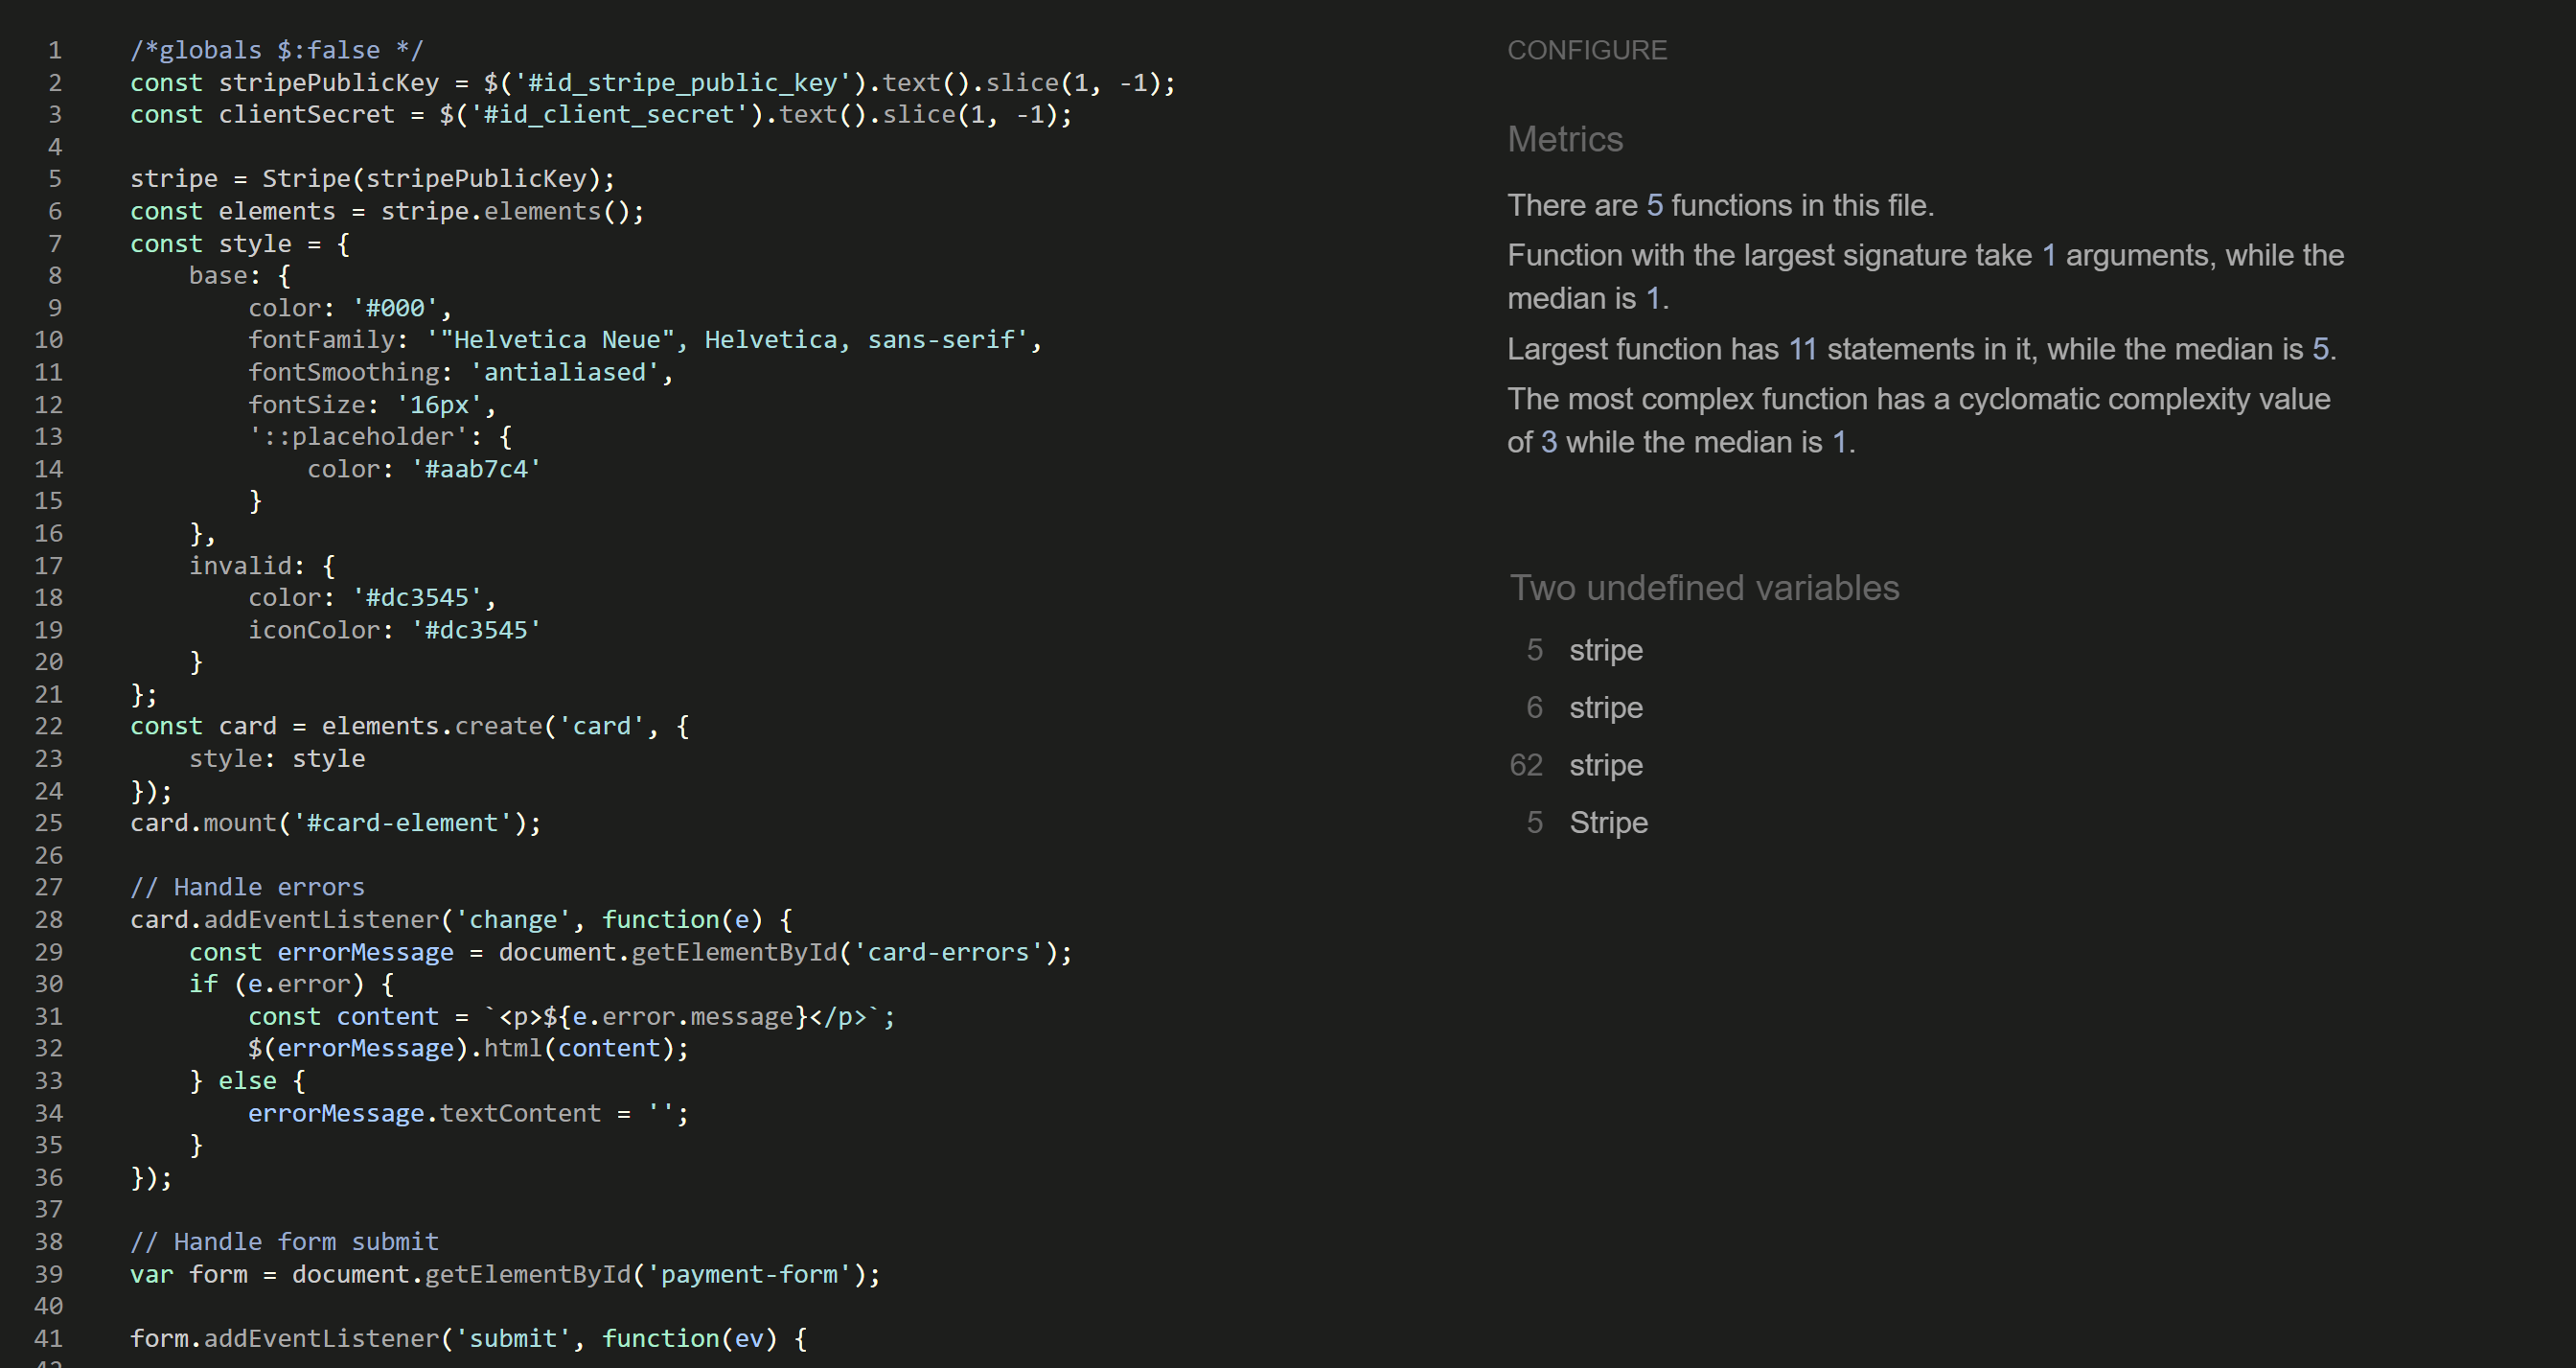 1 /*globals $:false */
2 const stripePublicKey = $('#id_stripe_public_key').text().slice(1, -1);
3 const clientSecret = $('#id_client_secret').text().slice(1, -1);
4
5 stripe = Stripe(stripePublicKey);
6 const elements = stripe.elements();
7 const style = {
8     base: {
9         color: '#000',
10         fontFamily: '"Helvetica Neue", Helvetica, sans-serif',
11         fontSmoothing: 'antialiased',
12         fontSize: '16px',
13         '::placeholder': {
14             color: '#aab7c4'
15         }
16     },
17     invalid: {
18         color: '#dc3545',
19         iconColor: '#dc3545'
20     }
21 };
22 const card = elements.create('card', {
23     style: style
24 });
25 card.mount('#card-element');
26
27 // Handle errors
28 card.addEventListener('change', function(e) {
29     const errorMessage = document.getElementById('card-errors');
30     if (e.error) {
31         const content = `<p>${e.error.message}</p>`;
32         $(errorMessage).html(content);
33     } else {
34         errorMessage.textContent = '';
35     }
36 });
37
38 // Handle form submit
39 var form = document.getElementById('payment-form');
40
41 form.addEventListener('submit', function(ev) {
CONFIGURE
Metrics
There are 5 functions in this file.
Function with the largest signature take 1 arguments, while the
median is 1.
Largest function has 11 statements in it, while the median is 5.
The most complex function has a cyclomatic complexity value
of 3 while the median is 1.
Two undefined variables
5 stripe
6 stripe
62 stripe
5 Stripe